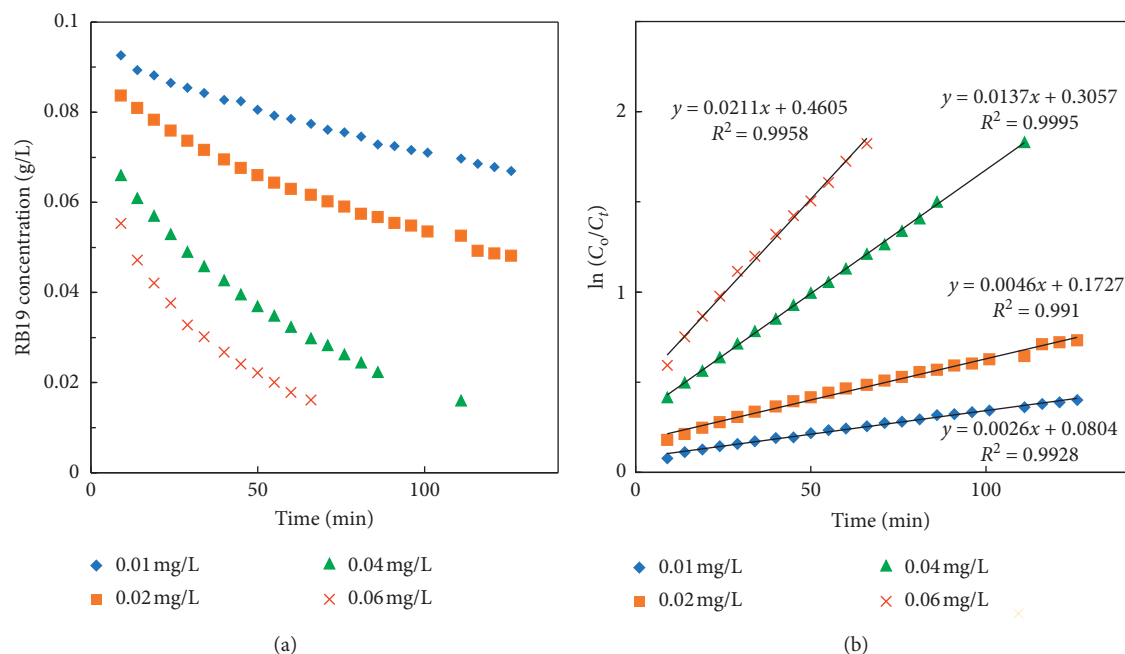 0.1
0.08
0.06
0.04
0.02
0
RB19 concentration (g/L)
0
50
100
Time (min)
0.01 mg/L
0.02 mg/L
0.04 mg/L
0.06 mg/L
(a)
2
1
0
ln (C₀/Cₜ)
y = 0.0211x + 0.4605
R² = 0.9958
y = 0.0137x + 0.3057
R² = 0.9995
y = 0.0046x + 0.1727
R² = 0.991
y = 0.0026x + 0.0804
R² = 0.9928
0
50
100
Time (min)
0.01 mg/L
0.02 mg/L
0.04 mg/L
0.06 mg/L
(b)